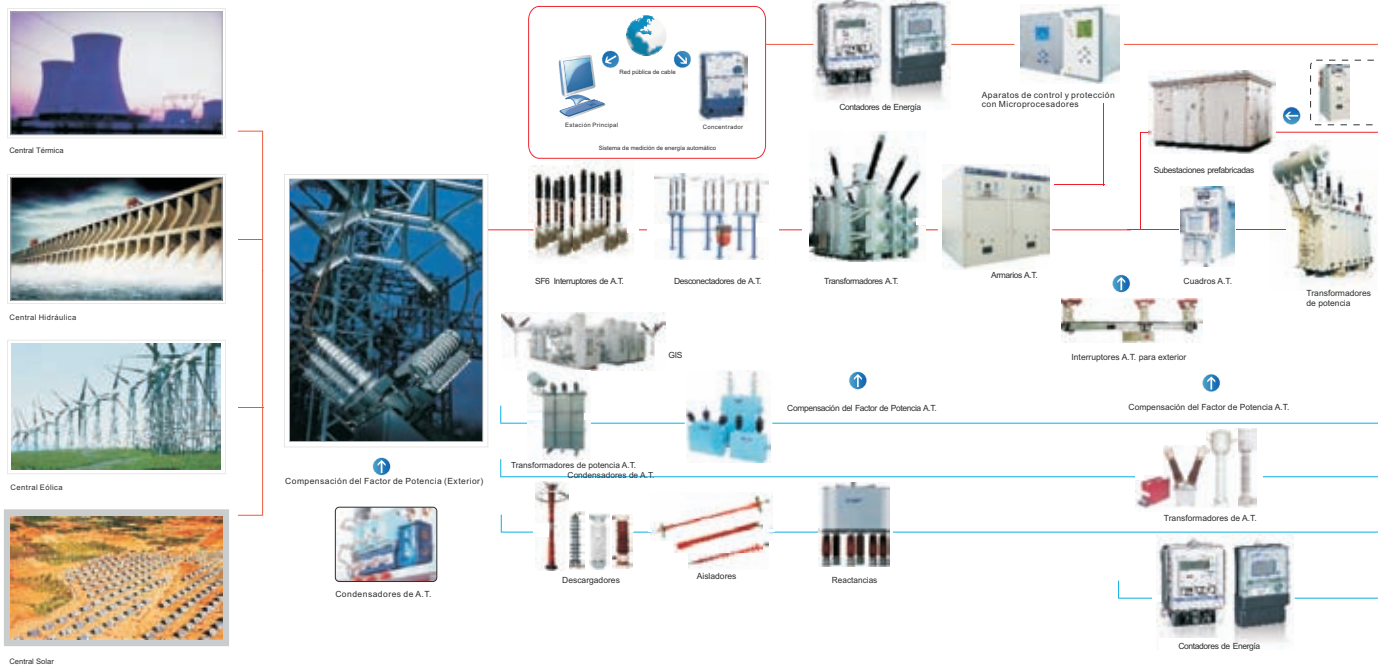 Central Térmica
Central Hidráulica
Central Eólica
Central Solar
Compensación del Factor de Potencia (Exterior)
Condensadores de A.T.
Red pública de cable
Estación Principal
Concentrador
Sistema de medición de energía automático
Contadores de Energía
Aparatos de control y protección
con Microprocesadores
Subestaciones prefabricadas
SF6 Interruptores de A.T.
Desconectadores de A.T.
Transformadores A.T.
Armarios A.T.
Cuadros A.T.
Transformadores
de potencia
GIS
Interruptores A.T. para exterior
Compensación del Factor de Potencia A.T.
Compensación del Factor de Potencia A.T.
Transformadores de potencia A.T.
Condensadores de A.T.
Transformadores de A.T.
Descargadores
Aisladores
Reactancias
Contadores de Energía